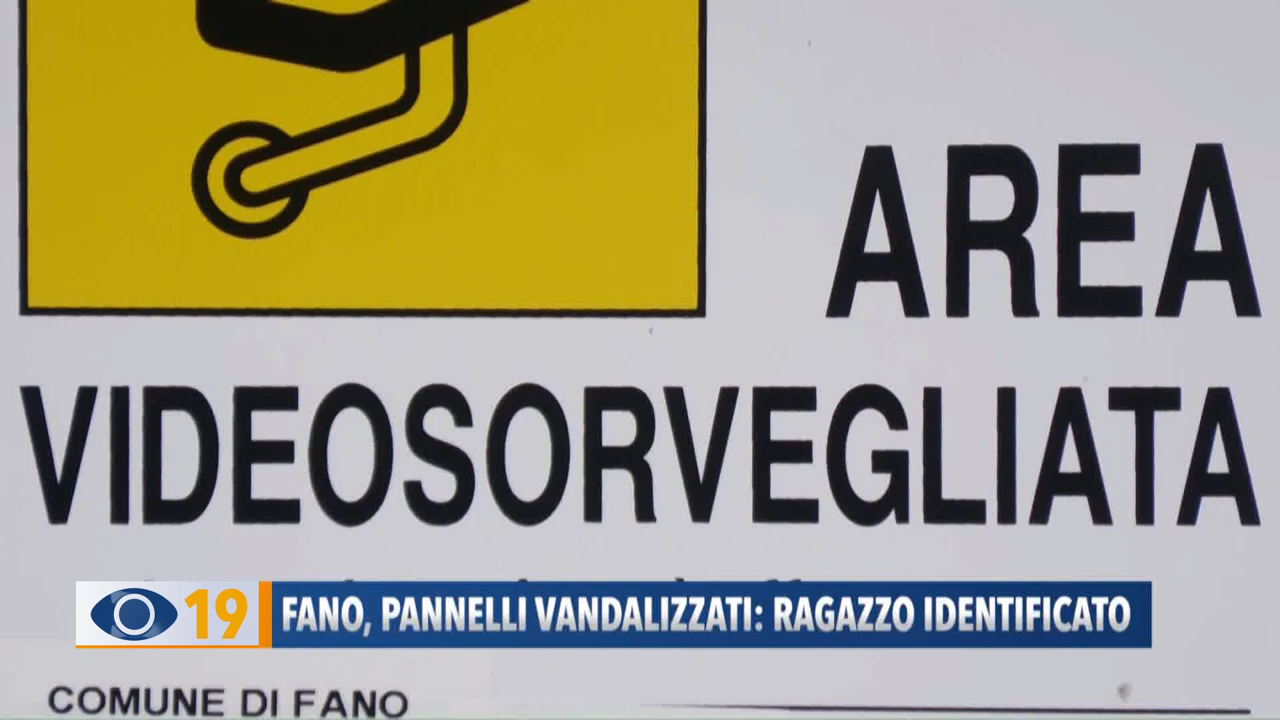 AREA
VIDEOSORVEGLIATA
19 FANO, PANNELLI VANDALIZZATI: RAGAZZO IDENTIFICATO
COMUNE DI FANO